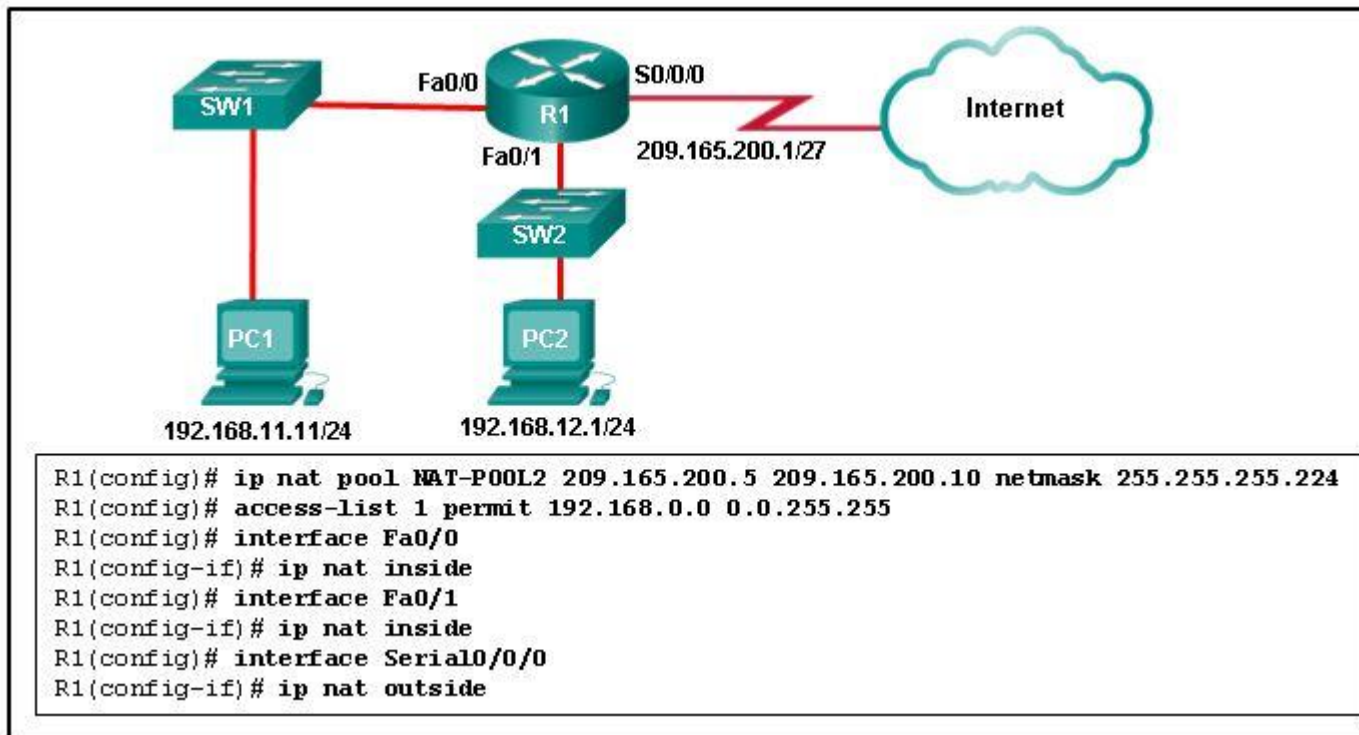 Fa0/0
S0/0/0
SW1
R1
Internet
Fa0/1
209.165.200.1/27
SW2
PC1
PC2
192.168.11.11/24
192.168.12.1/24
R1(config)# ip nat pool NAT-POOL2 209.165.200.5 209.165.200.10 netmask 255.255.255.224
R1(config)# access-list 1 permit 192.168.0.0 0.0.255.255
R1(config)# interface Fa0/0
R1(config-if)# ip nat inside
R1(config)# interface Fa0/1
R1(config-if)# ip nat inside
R1(config)# interface Serial0/0/0
R1(config-if)# ip nat outside